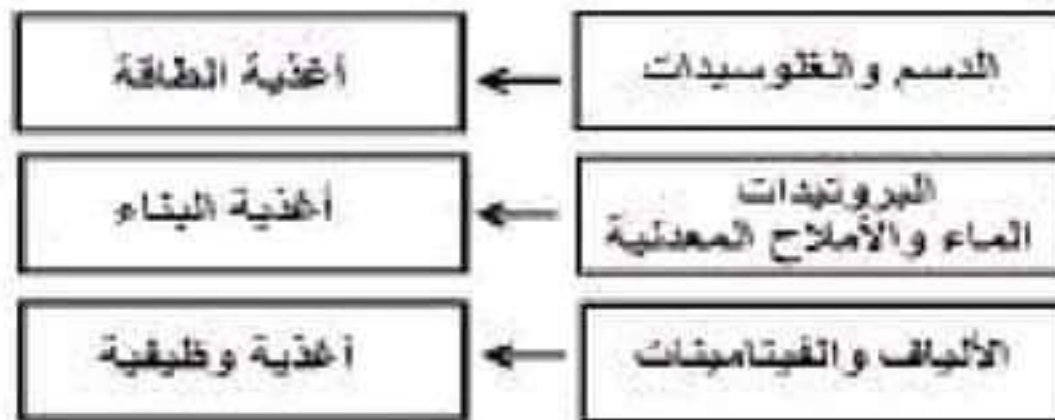 الدسم والغلوسيدات
أغذية الطاقة
البروتيدات
الماء والأملاح المعدنية
أغذية البناء
الألياف والفيتامينات
أغذية وظيفية